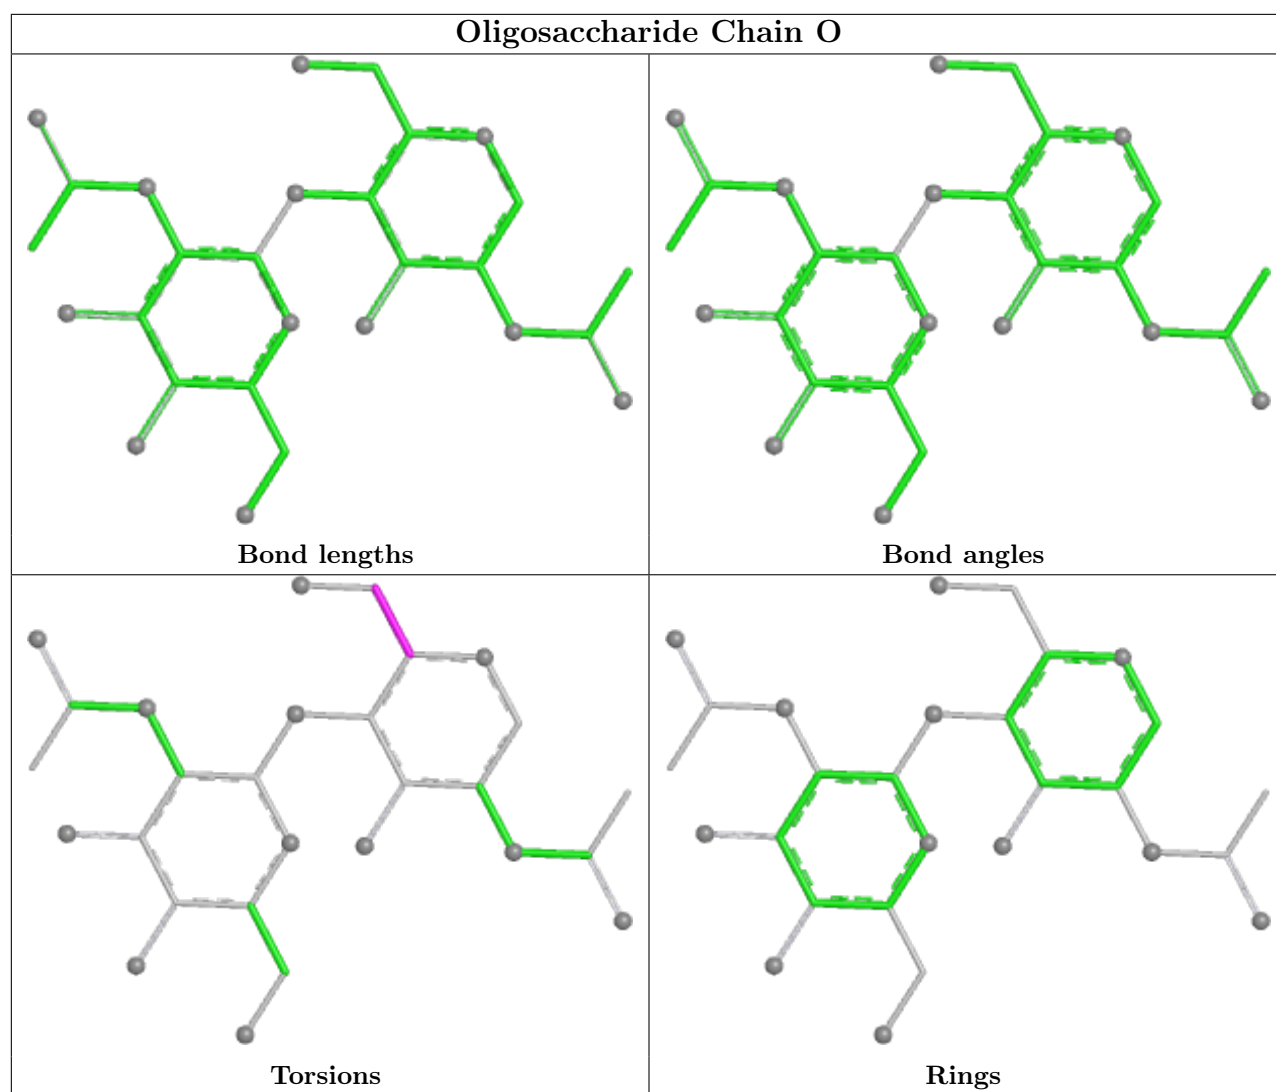 Oligosaccharide Chain O
Bond lengths
Bond angles
Torsions
Rings